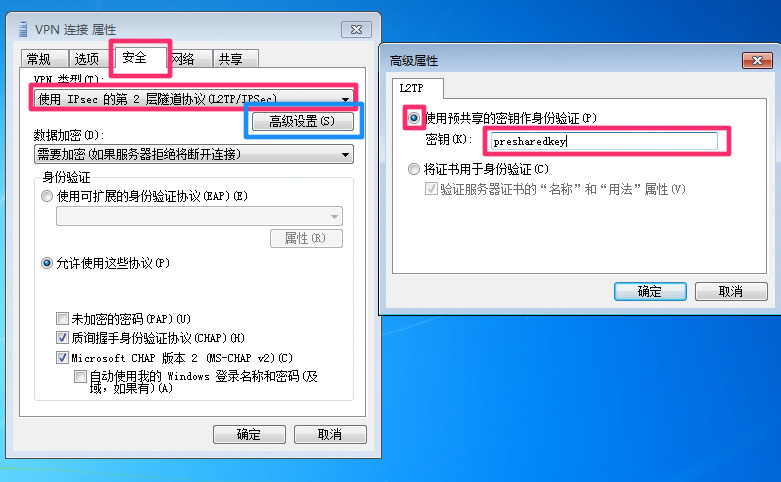 VPN 连接 属性
常规
选项
安全
网络
共享
VPN 类型(T):
使用 IPsec 的第 2 层隧道协议(L2TP/IPSec)
高级设置(S)
数据加密(D):
需要加密(如果服务器拒绝将断开连接)
身份验证
使用可扩展的身份验证协议(EAP)(E)
属性(R)
允许使用这些协议(P)
未加密的密码(PAP)(U)
质询握手身份验证协议(CHAP)(H)
Microsoft CHAP 版本 2 (MS-CHAP v2)(C)
自动使用我的 Windows 登录名称和密码(及
域，如果有)(A)
确定
取消
高级属性
L2TP
使用预共享的密钥作身份验证(P)
密钥(K):
presharedkey
将证书用于身份验证(C)
验证服务器证书的“名称”和“用法”属性(V)
确定
取消